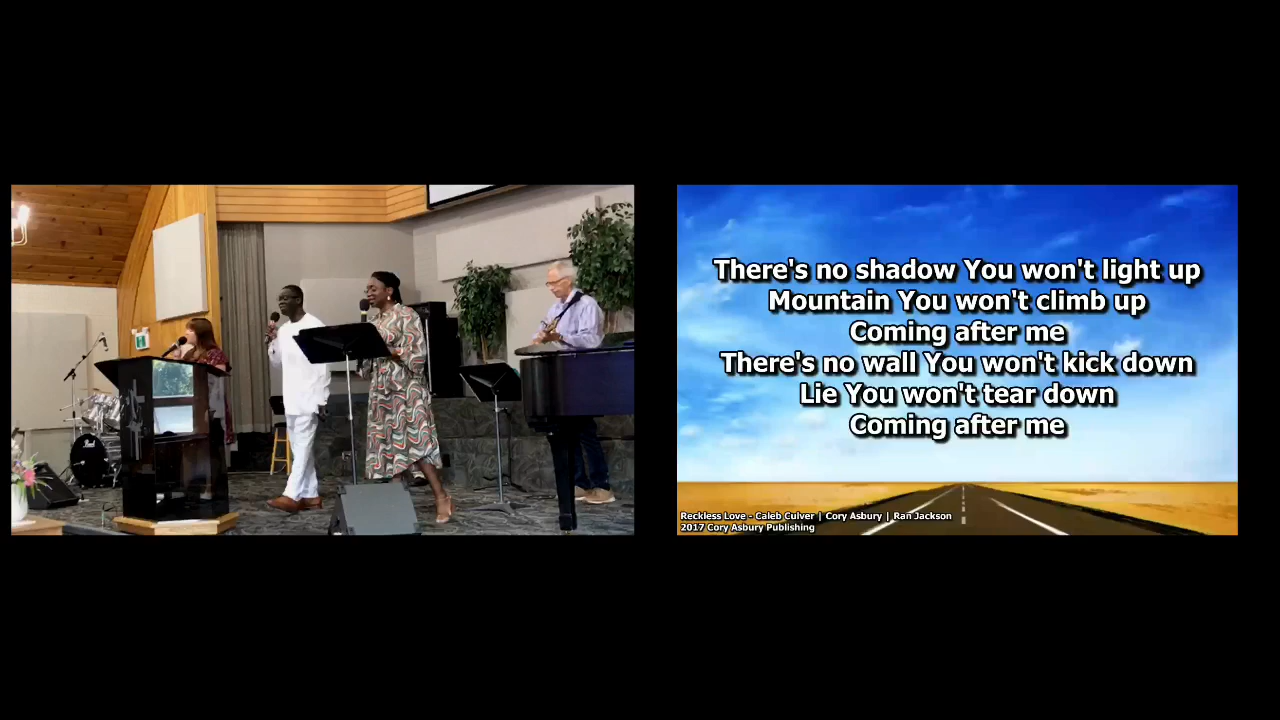 There's no shadow You won't light up
Mountain You won't climb up
Coming after me
There's no wall You won't kick down
Lie You won't tear down
Coming after me
Reckless Love - Caleb Culver | Cory Asbury | Ran Jackson
2017 Cory Asbury Publishing